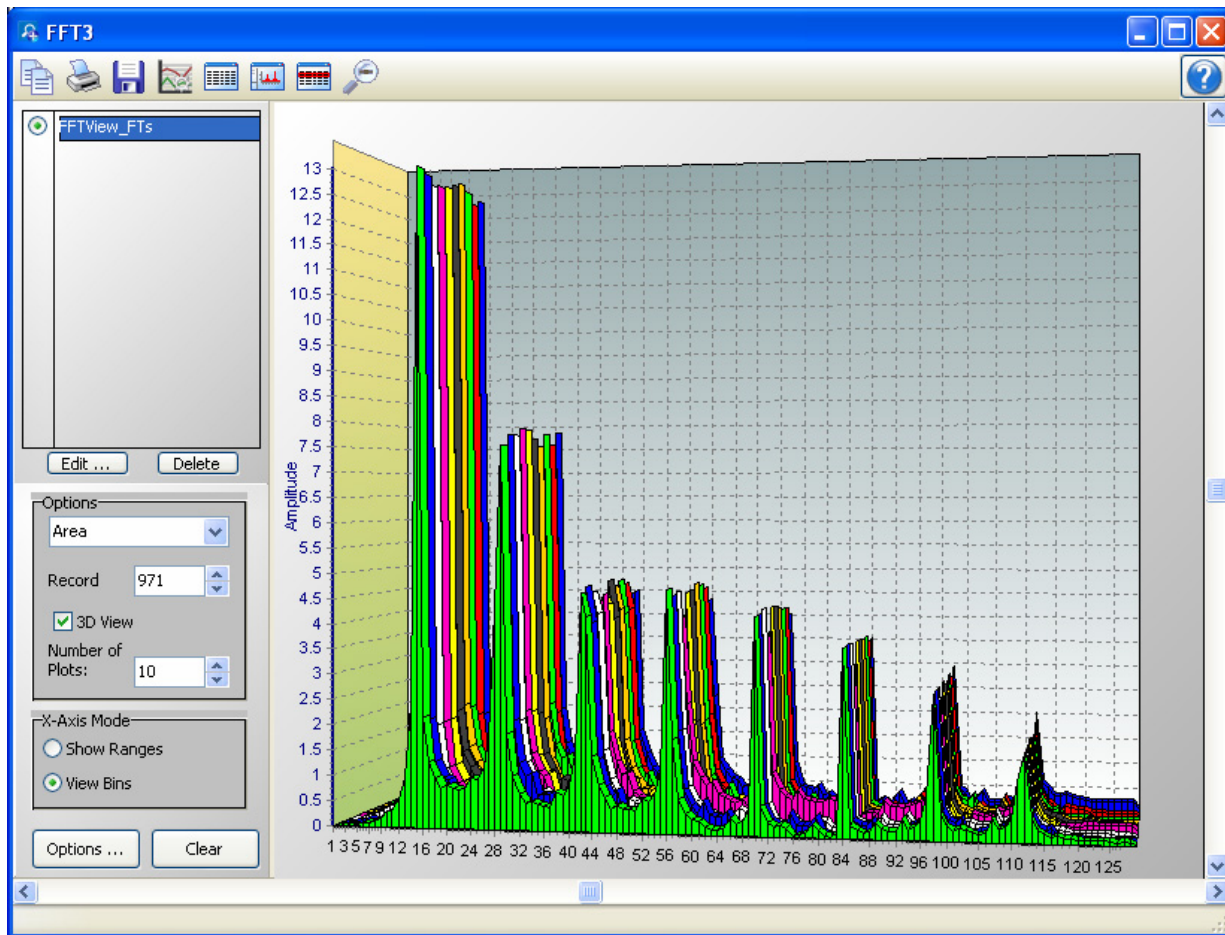 FFT3
FFTView_FTs
Edit ...
Delete
Options
Area
Record
971
3D View
Number of
Plots:
10
X-Axis Mode
Show Ranges
View Bins
Options ...
Clear
Amplitude
13
12.5
12
11.5
11
10.5
10
9.5
9
8.5
8
7.5
7
6.5
6
5.5
5
4.5
4
3.5
3
2.5
2
1.5
1
0.5
0
1 3 5 7 9 12 16 20 24 28 32 36 40 44 48 52 56 60 64 68 72 76 80 84 88 92 96 100 105 110 115 120 125